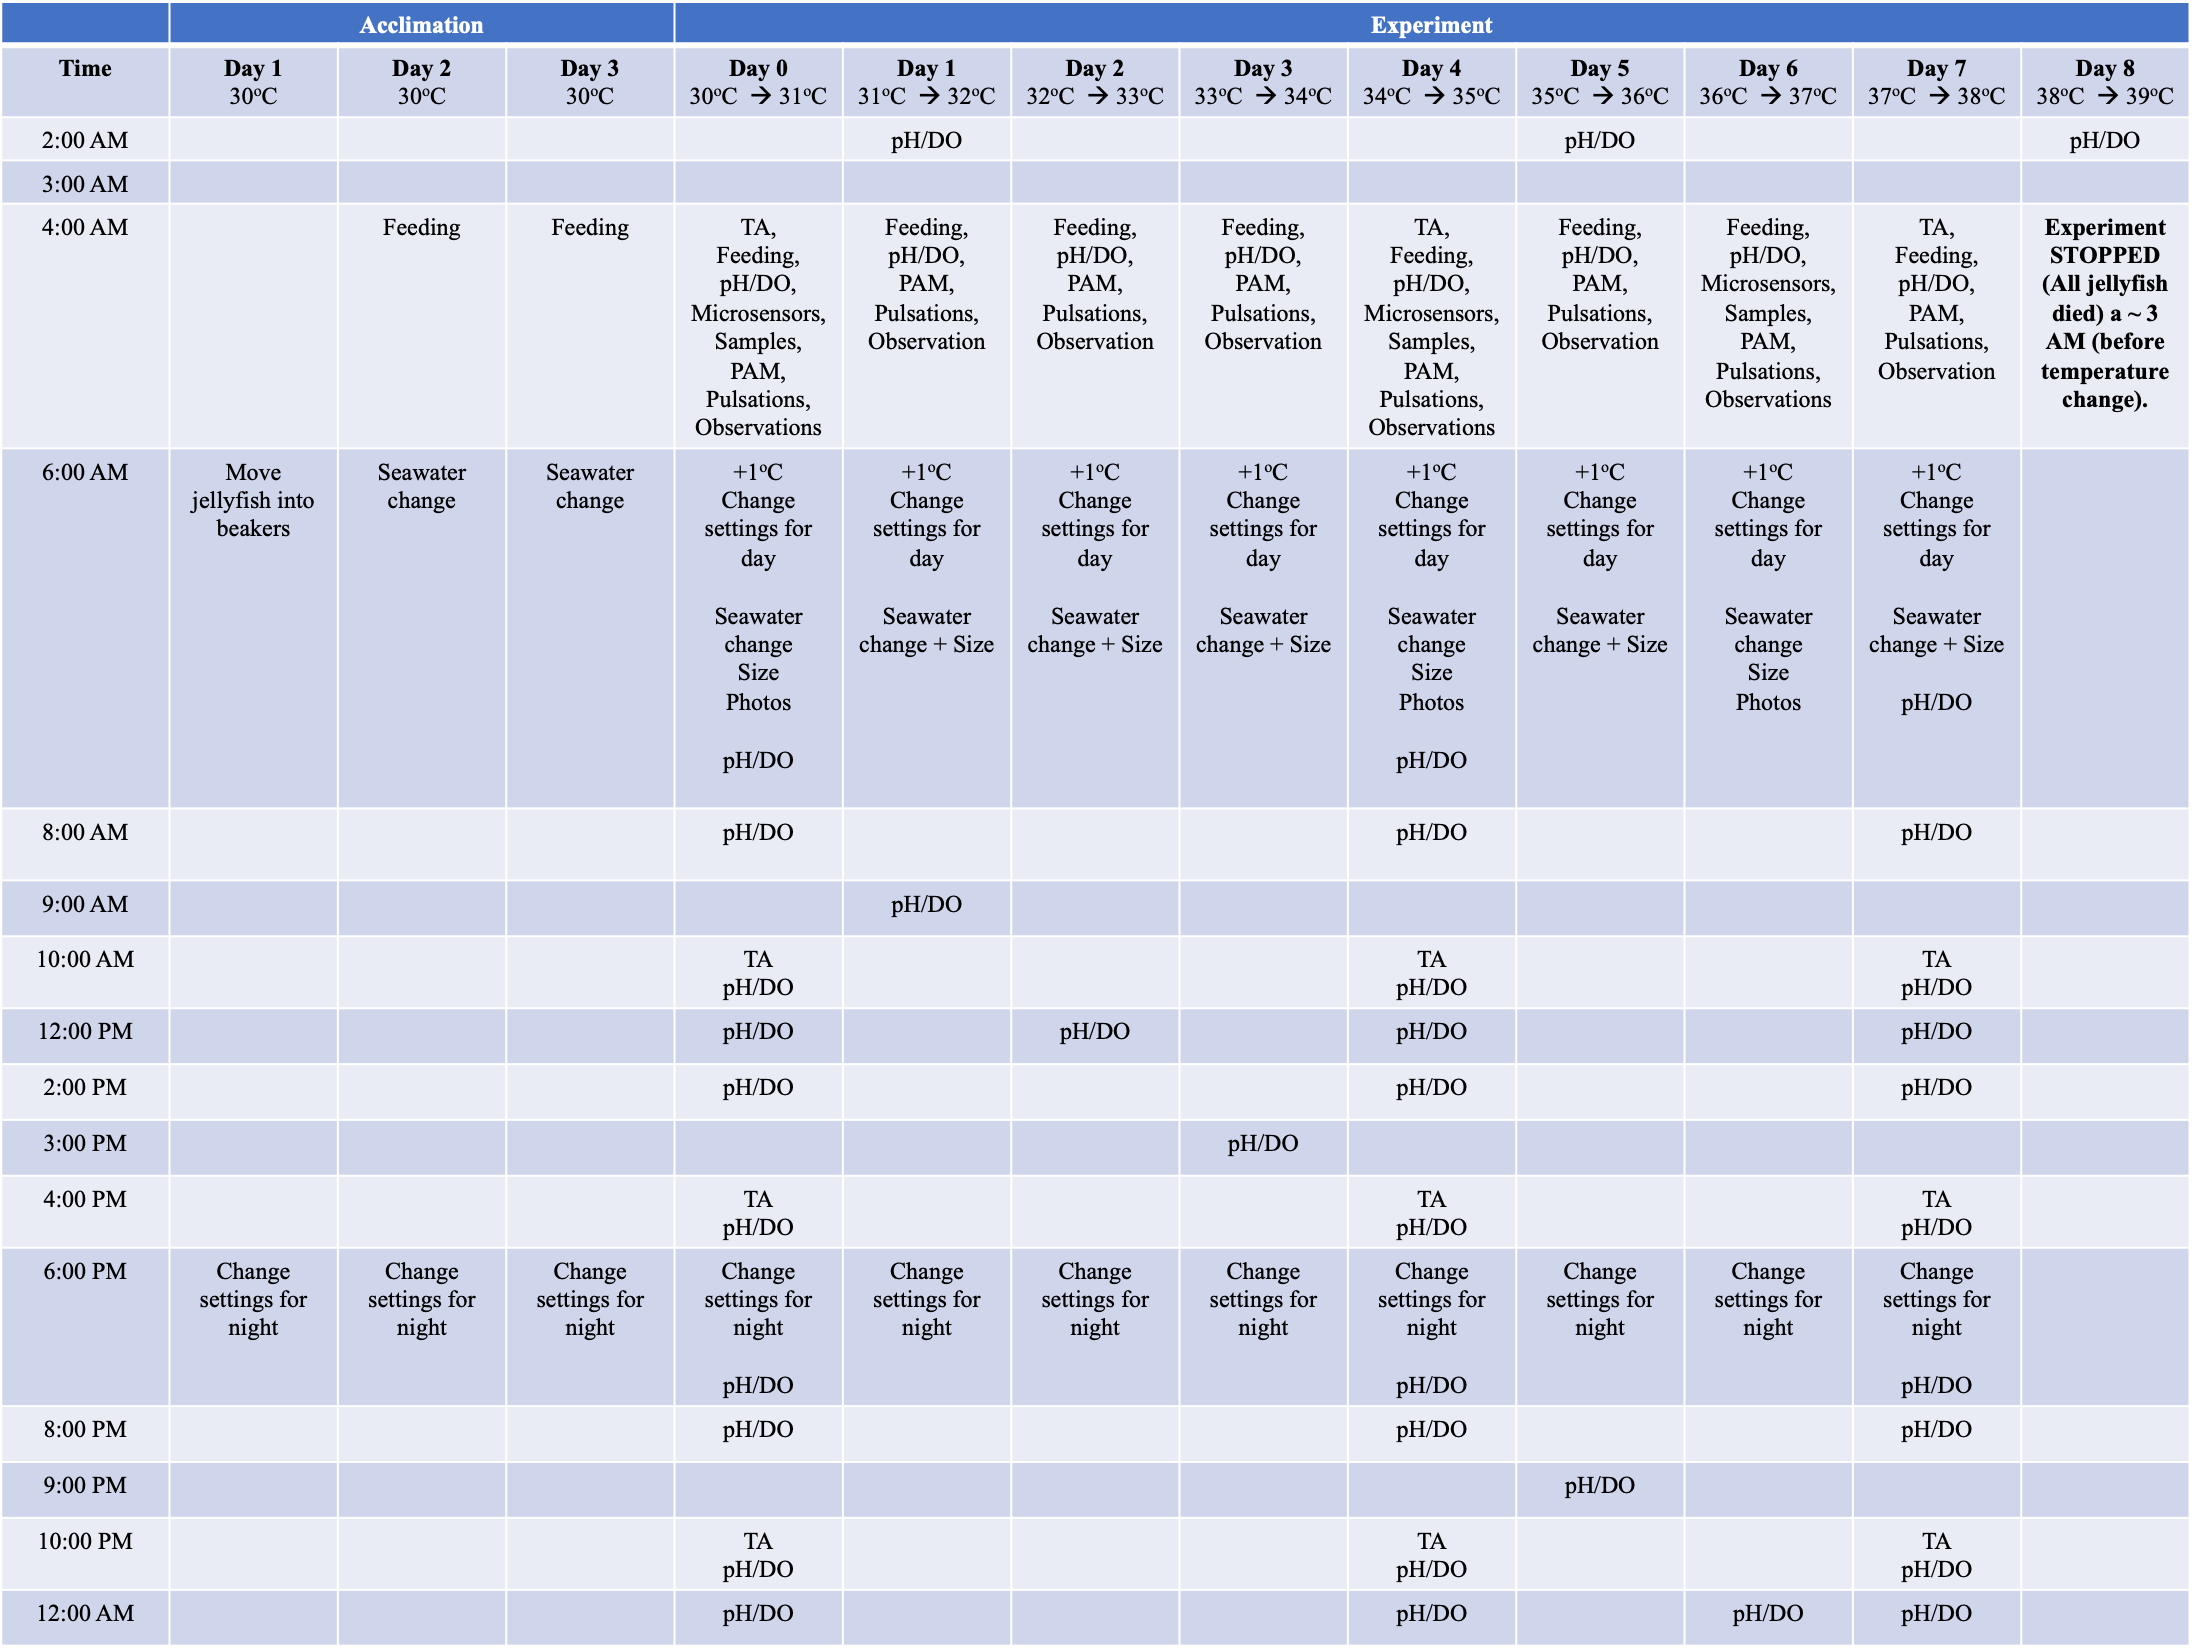 Acclimation
Experiment
Time
Day 1
30ºC
Day 2
30ºC
Day 3
30ºC
Day 0
30ºC → 31ºC
Day 1
31ºC → 32ºC
Day 2
32ºC → 33ºC
Day 3
33ºC → 34ºC
Day 4
34ºC → 35ºC
Day 5
35ºC → 36ºC
Day 6
36ºC → 37ºC
Day 7
37ºC → 38ºC
Day 8
38ºC → 39ºC
2:00 AM
pH/DO
pH/DO
pH/DO
3:00 AM
4:00 AM
Feeding
Feeding
TA,
Feeding,
pH/DO,
Microsensors,
Samples,
PAM,
Pulsations,
Observations
Feeding,
pH/DO,
PAM,
Pulsations,
Observation
Feeding,
pH/DO,
PAM,
Pulsations,
Observation
Feeding,
pH/DO,
PAM,
Pulsations,
Observation
TA,
Feeding,
pH/DO,
Microsensors,
Samples,
PAM,
Pulsations,
Observations
Feeding,
pH/DO,
PAM,
Pulsations,
Observation
Feeding,
pH/DO,
Microsensors,
Samples,
PAM,
Pulsations,
Observations
TA,
Feeding,
pH/DO,
PAM,
Pulsations,
Observation
Experiment
STOPPED
(All jellyfish
died) a ~ 3
AM (before
temperature
change).
6:00 AM
Move
jellyfish into
beakers
Seawater
change
Seawater
change
+1ºC
Change
settings for
day
Seawater
change
Size
Photos
pH/DO
+1ºC
Change
settings for
day
Seawater
change + Size
+1ºC
Change
settings for
day
Seawater
change + Size
+1ºC
Change
settings for
day
Seawater
change + Size
+1ºC
Change
settings for
day
Seawater
change
Size
Photos
pH/DO
+1ºC
Change
settings for
day
Seawater
change + Size
+1ºC
Change
settings for
day
Seawater
change
Size
Photos
+1ºC
Change
settings for
day
Seawater
change + Size
pH/DO
8:00 AM
pH/DO
pH/DO
pH/DO
9:00 AM
pH/DO
10:00 AM
TA
pH/DO
TA
pH/DO
TA
pH/DO
12:00 PM
pH/DO
pH/DO
pH/DO
pH/DO
2:00 PM
pH/DO
pH/DO
pH/DO
3:00 PM
pH/DO
4:00 PM
TA
pH/DO
TA
pH/DO
TA
pH/DO
6:00 PM
Change
settings for
night
Change
settings for
night
Change
settings for
night
Change
settings for
night
pH/DO
Change
settings for
night
Change
settings for
night
Change
settings for
night
Change
settings for
night
pH/DO
Change
settings for
night
Change
settings for
night
Change
settings for
night
pH/DO
8:00 PM
pH/DO
pH/DO
pH/DO
9:00 PM
pH/DO
10:00 PM
TA
pH/DO
TA
pH/DO
TA
pH/DO
12:00 AM
pH/DO
pH/DO
pH/DO
pH/DO